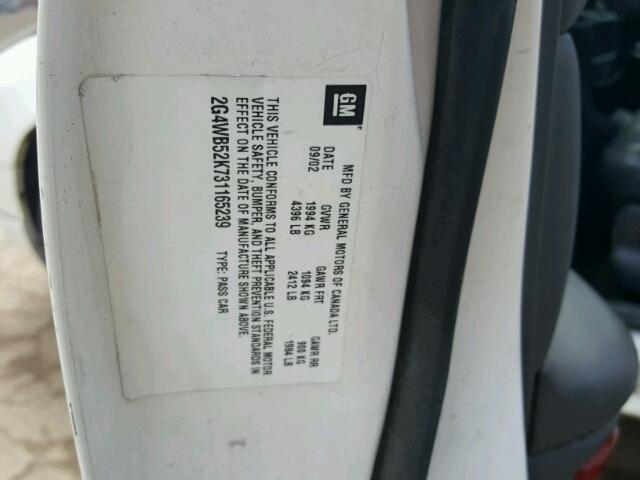 GM
MFD BY GENERAL MOTORS OF CANADA LTD.
DATE GVWR GAWR FRT GAWR RR
09/02 1994 KG 1094 KG 900 KG
4396 LB 2412 LB 1984 LB
THIS VEHICLE CONFORMS TO ALL APPLICABLE U.S. FEDERAL MOTOR
VEHICLE SAFETY, BUMPER, AND THEFT PREVENTION STANDARDS IN
EFFECT ON THE DATE OF MANUFACTURE SHOWN ABOVE.
2G4WB52K731165239 TYPE: PASS CAR